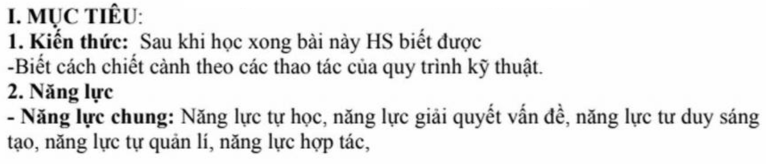 I. MỤC TIÊU:
1. Kiến thức: Sau khi học xong bài này HS biết được
-Biết cách chiết cành theo các thao tác của quy trình kỹ thuật.
2. Năng lực
- Năng lực chung: Năng lực tự học, năng lực giải quyết vấn đề, năng lực tư duy sáng
tạo, năng lực tự quản lí, năng lực hợp tác,